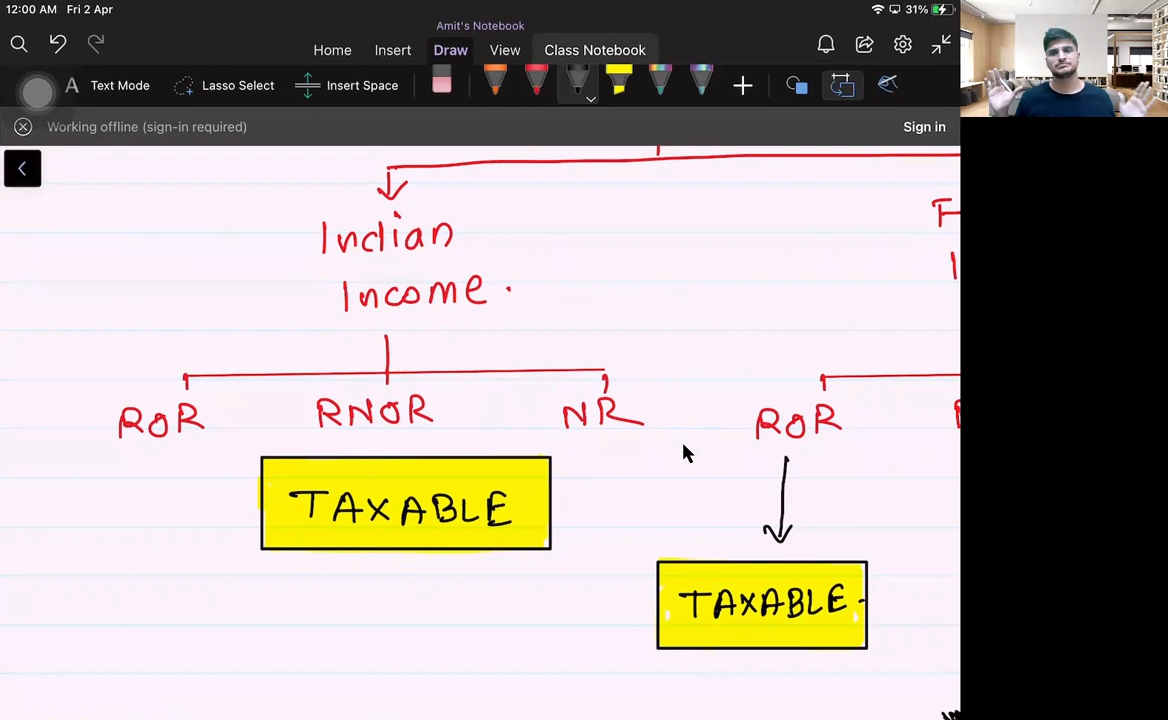 12:00 AM Fri 2 Apr
31%
Amit's Notebook
Home Insert Draw View Class Notebook
A Text Mode Lasso Select Insert Space
Working offline (sign-in required) Sign in
Indian
Income.
F
I
ROR RNOR NR ROR
TAXABLE
TAXABLE